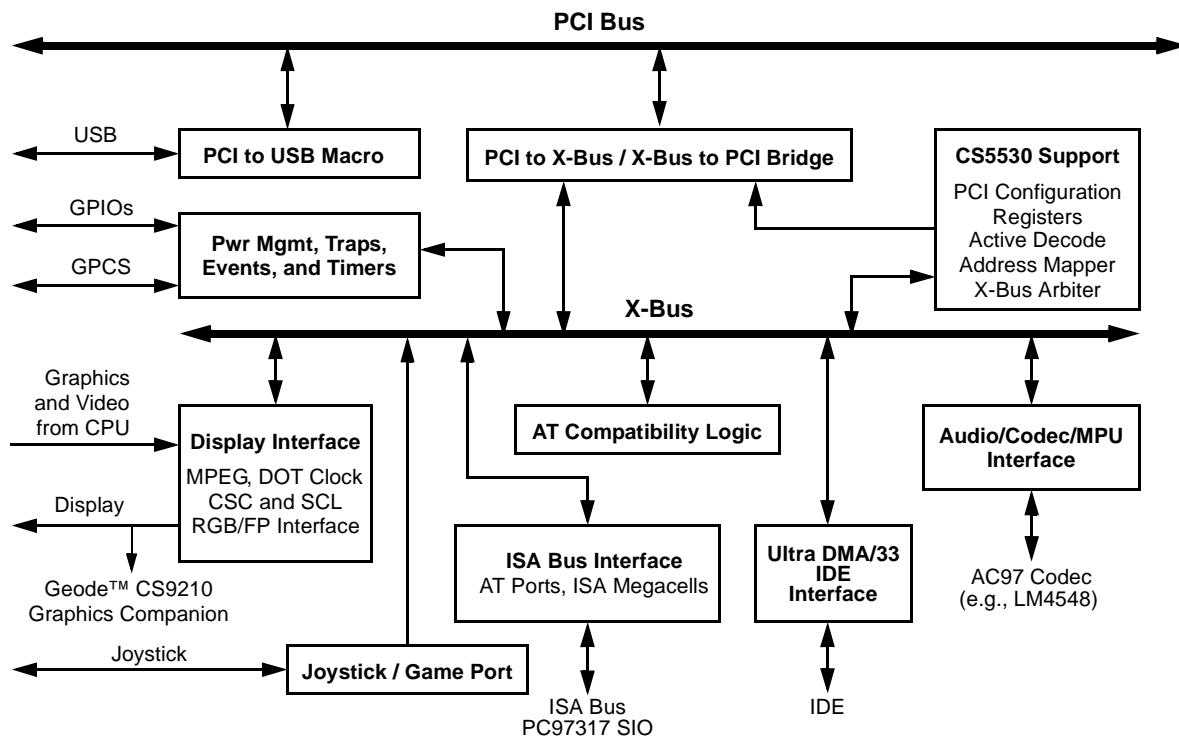 PCI Bus
USB
PCI to USB Macro
PCI to X-Bus / X-Bus to PCI Bridge
CS5530 Support
PCI Configuration
Registers
Active Decode
Address Mapper
X-Bus Arbiter
GPIOs
GPCS
Pwr Mgmt, Traps,
Events, and Timers
X-Bus
Graphics
and Video
from CPU
Display Interface
MPEG, DOT Clock
CSC and SCL
RGB/FP Interface
AT Compatibility Logic
Audio/Codec/MPU
Interface
Display
Geode™ CS9210
Graphics Companion
ISA Bus Interface
AT Ports, ISA Megacells
Ultra DMA/33
IDE
Interface
AC97 Codec
(e.g., LM4548)
Joystick
Joystick / Game Port
ISA Bus
PC97317 SIO
IDE